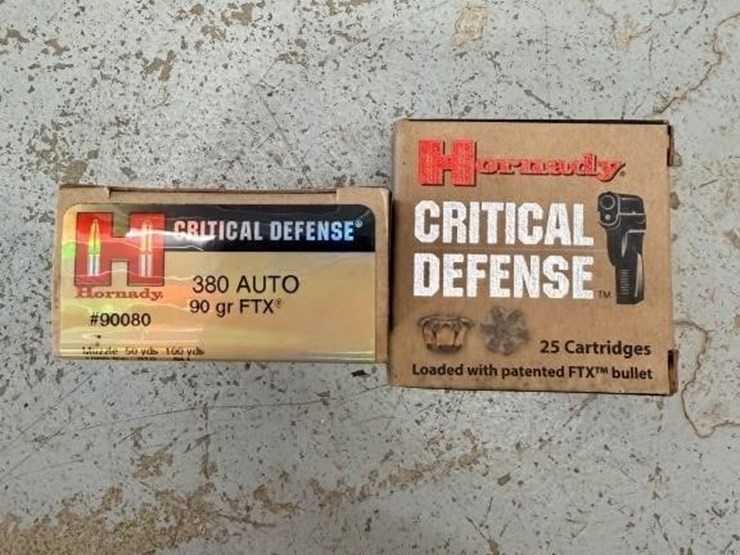 CRITICAL DEFENSE®
Hornady
380 AUTO
90 gr FTX®
#90080
Muzzle 50 yds 100 yds
Hornady®
CRITICAL
DEFENSE™
25 Cartridges
Loaded with patented FTX™ bullet